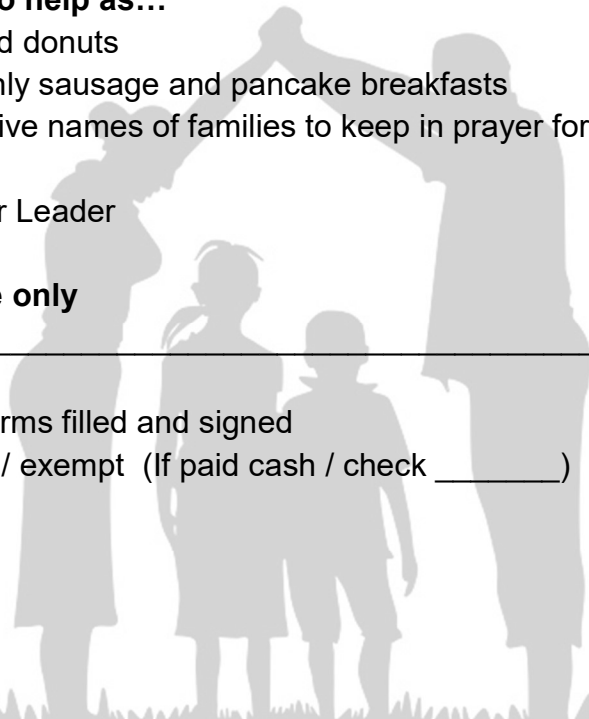 o help as…
d donuts
nly sausage and pancake breakfasts
ive names of families to keep in prayer for
r Leader
e only
___________________________________
rms filled and signed
/ exempt  (If paid cash / check _______)